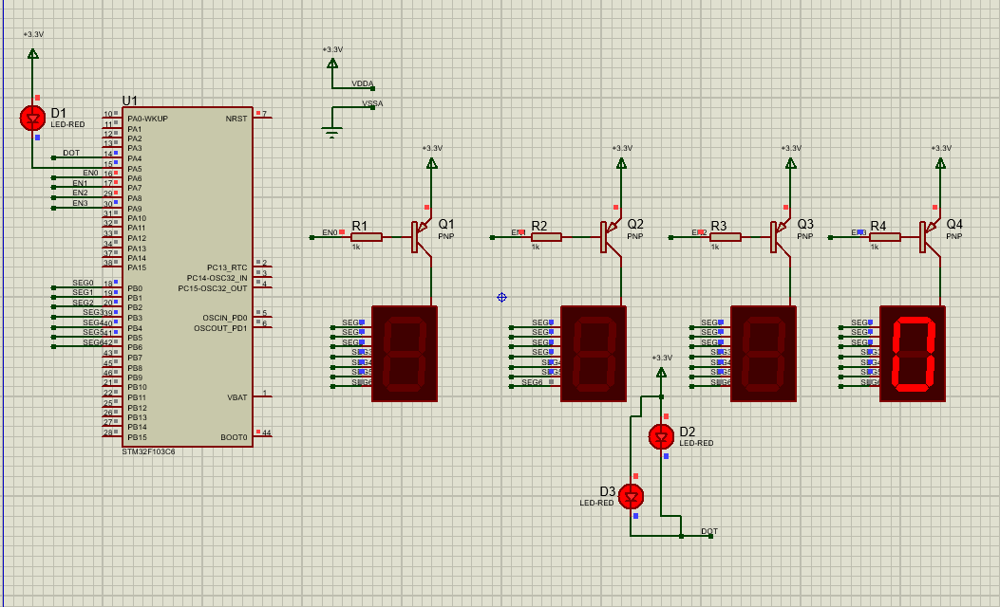 +3.3V
D1
LED-RED
+3.3V
VDDA
VSSA
U1
DOT
EN0
EN1
EN2
EN3
SEG0
SEG1
SEG2
SEG3
SEG4
SEG5
SEG6
10 PA0-WKUP
11 PA1
12 PA2
13 PA3
14 PA4
15 PA5
16 PA6
17 PA7
29 PA8
30 PA9
31 PA10
32 PA11
33 PA12
34 PA13
37 PA14
38 PA15
18 PB0
19 PB1
20 PB2
39 PB3
40 PB4
41 PB5
42 PB6
43 PB7
45 PB8
46 PB9
21 PB10
22 PB11
25 PB12
26 PB13
27 PB14
28 PB15
NRST 7
PC13_RTC 2
PC14-OSC32_IN 3
PC15-OSC32_OUT 4
OSCIN_PD0 5
OSCOUT_PD1 6
VBAT 1
BOOT0 44
STM32F103C6
+3.3V
EN0
R1
1k
Q1
PNP
+3.3V
R2
1k
Q2
PNP
+3.3V
R3
1k
Q3
PNP
+3.3V
R4
1k
Q4
PNP
SEG6
0
+3.3V
D2
LED-RED
D3
LED-RED
DOT